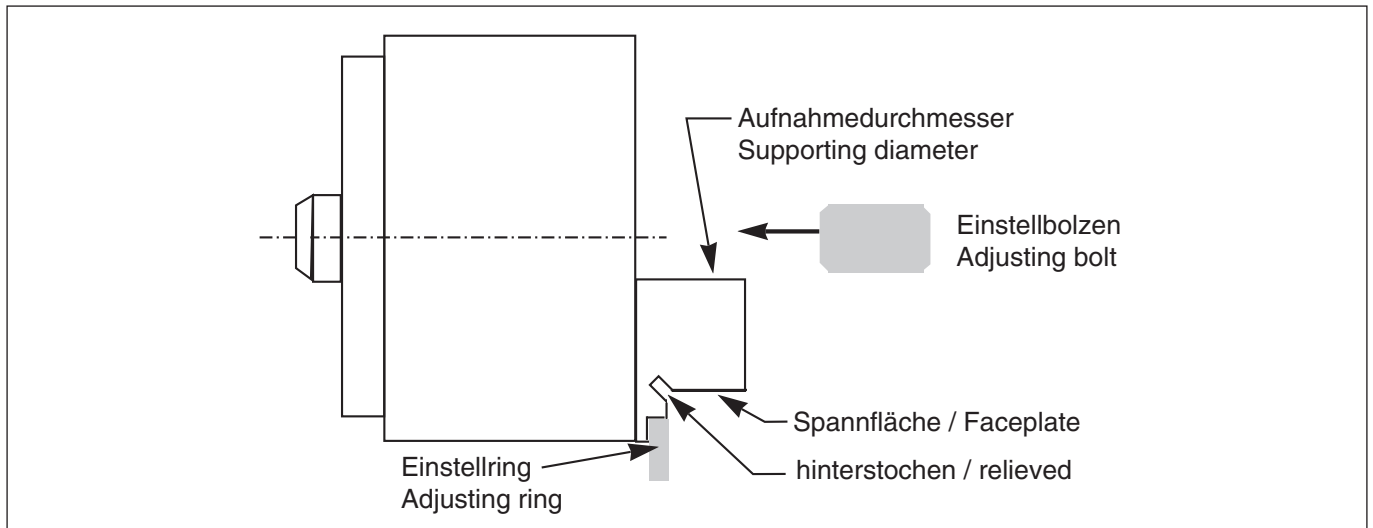 Aufnahmedurchmesser
Supporting diameter
Einstellbolzen
Adjusting bolt
Spannfläche / Faceplate
hinterstochen / relieved
Einstellring
Adjusting ring